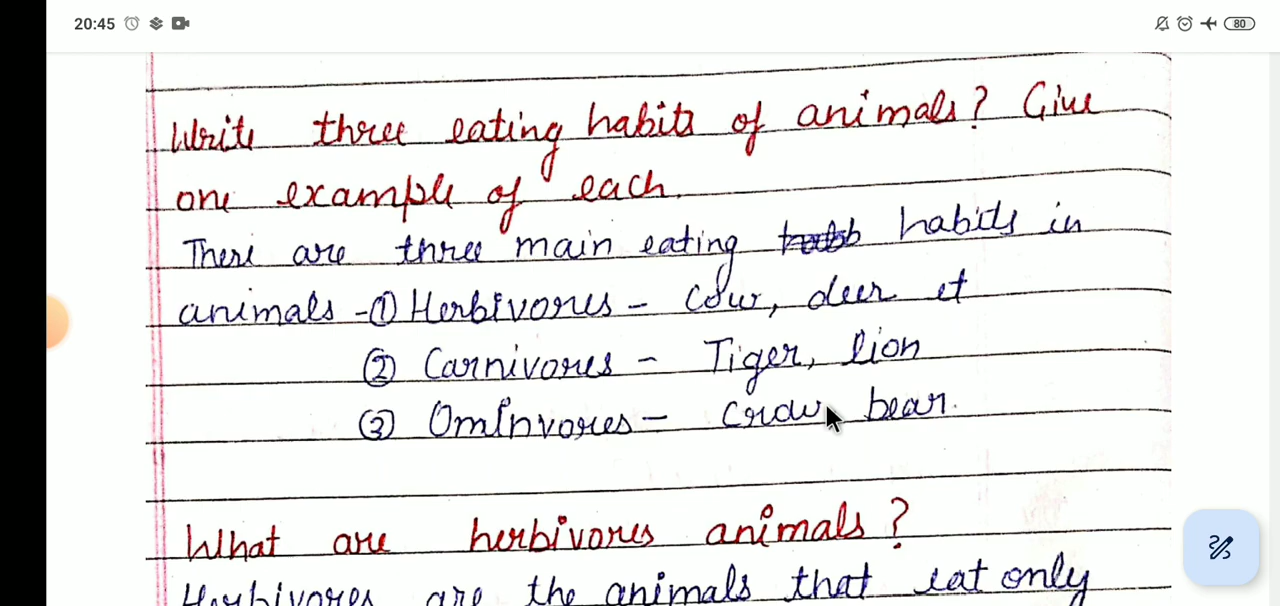 20:45
80
Write three eating habits of animals? Give
one example of each.
There are three main eating habits in
animals - ① Herbivores - Cow, deer et
② Carnivores - Tiger, lion
③ Ominvores - Crow, bear.
What are herbivores animals?
Herbivores are the animals that eat only